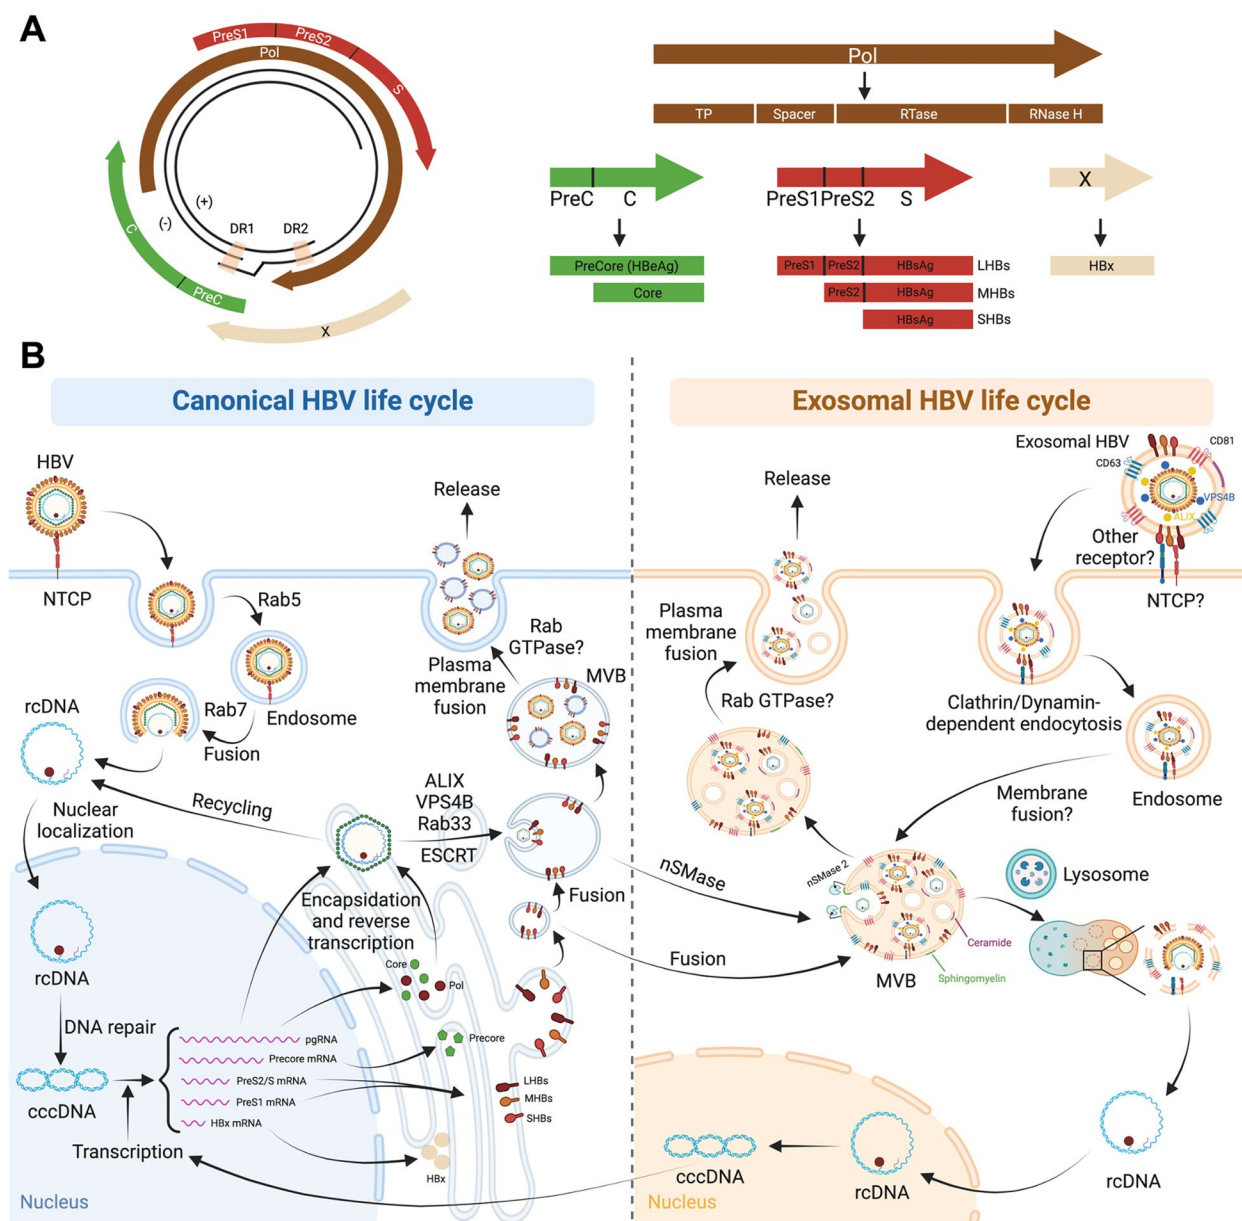 A
PreS1
PreS2
S
Pol
C
PreC
X
(+)
(-)
DR1
DR2
Pol
TP
Spacer
RTase
RNase H
PreC
C
PreS1
PreS2
S
X
PreCore (HBeAg)
Core
PreS1
PreS2
HBsAg
LHBs
PreS2
HBsAg
MHBs
HBsAg
SHBs
HBx
B
Canonical HBV life cycle
HBV
NTCP
Rab5
Endosome
Rab7
Fusion
rcDNA
Nuclear
localization
Recycling
rcDNA
DNA repair
cccDNA
Transcription
Nucleus
pgRNA
Precore mRNA
PreS2/S mRNA
PreS1 mRNA
HBx mRNA
Encapsidation
and reverse
transcription
Core
Pol
Precore
LHBs
MHBs
SHBs
HBx
ALIX
VPS4B
Rab33
ESCRT
Fusion
MVB
Rab
GTPase?
Plasma
membrane
fusion
Release
Exosomal HBV life cycle
Exosomal HBV
CD81
CD63
VPS4B
ALIX
Other
receptor?
NTCP?
Clathrin/Dynamin-
dependent endocytosis
Endosome
Membrane
fusion?
Release
Plasma
membrane
fusion
Rab GTPase?
nSMase
Fusion
nSMase 2
MVB
Ceramide
Sphingomyelin
Lysosome
rcDNA
rcDNA
cccDNA
Nucleus